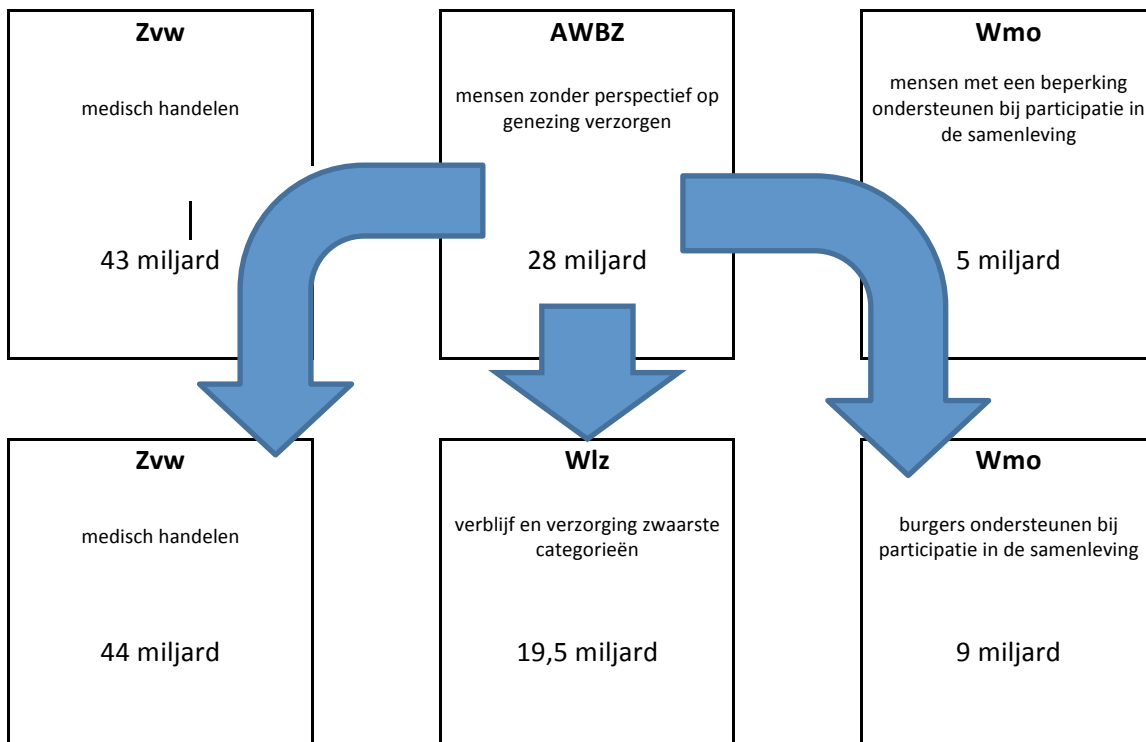 Zvw
medisch handelen
43 miljard
AWBZ
mensen zonder perspectief op
genezing verzorgen
28 miljard
Wmo
mensen met een beperking
ondersteunen bij participatie in
de samenleving
5 miljard
Zvw
medisch handelen
44 miljard
Wlz
verblijf en verzorging zwaarste
categorieën
19,5 miljard
Wmo
burgers ondersteunen bij
participatie in de samenleving
9 miljard